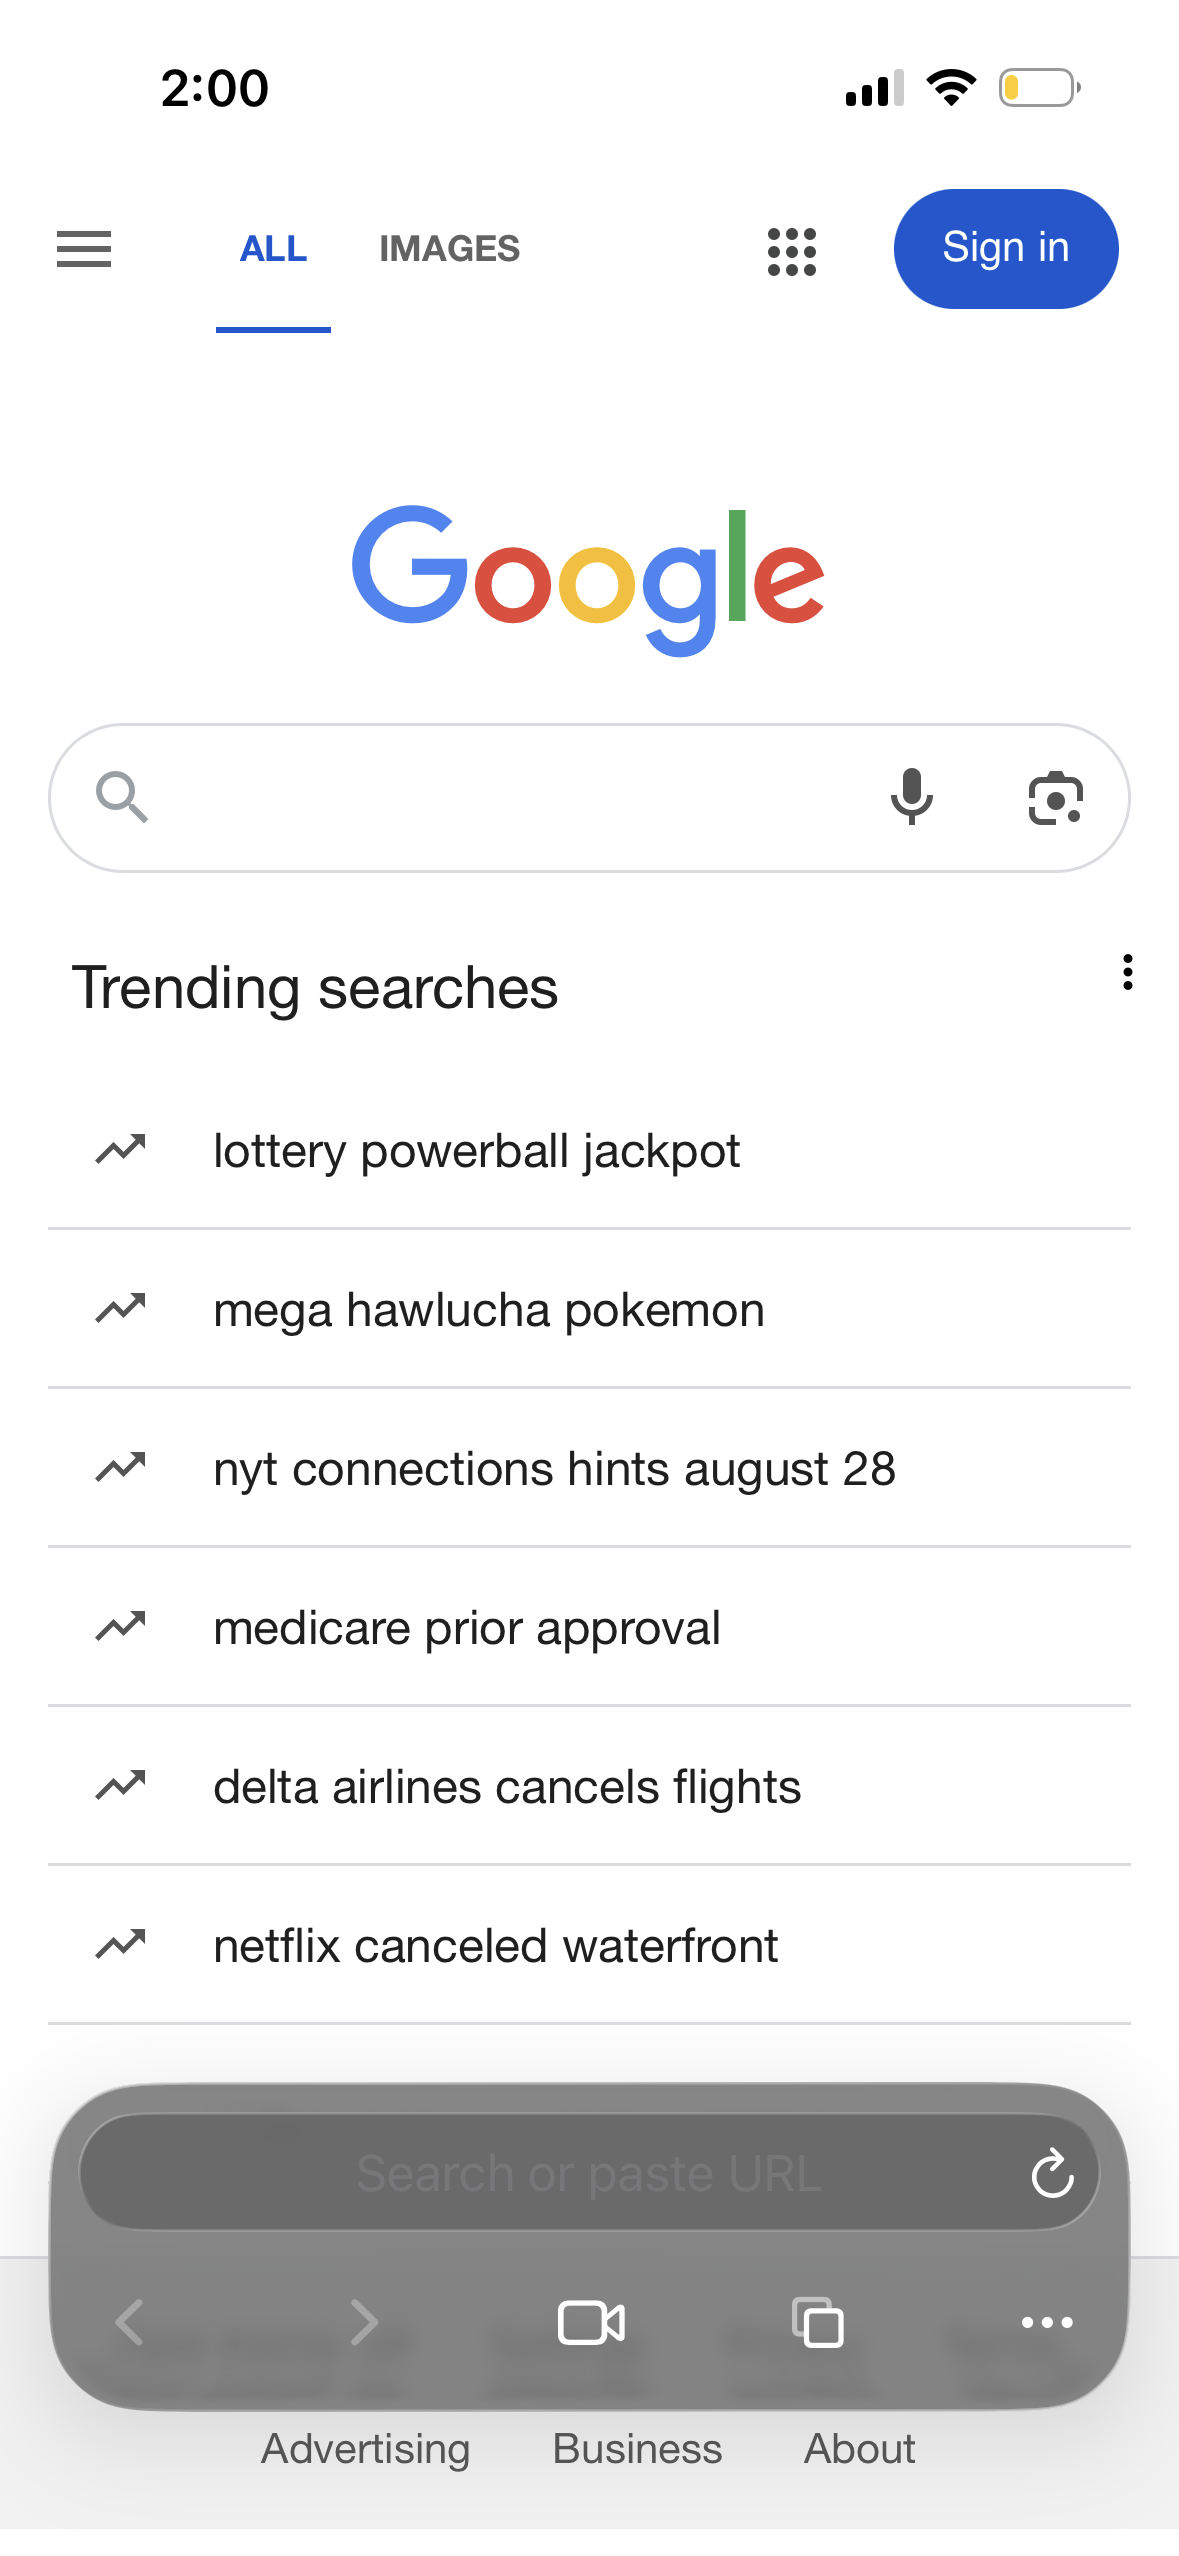 2:00
ALL IMAGES Sign in
Google
Trending searches
lottery powerball jackpot
mega hawlucha pokemon
nyt connections hints august 28
medicare prior approval
delta airlines cancels flights
netflix canceled waterfront
Search or paste URL
Advertising Business About